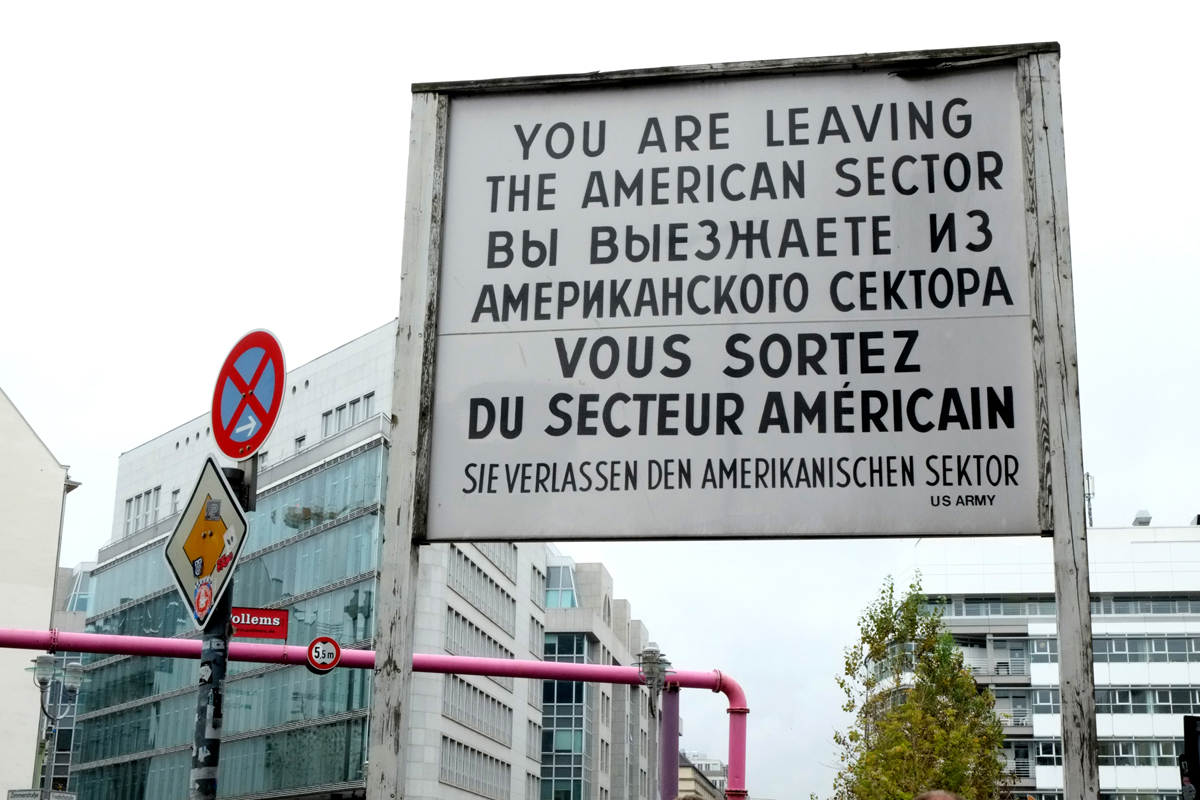 YOU ARE LEAVING
THE AMERICAN SECTOR
ВЫ ВЫЕЗЖАЕТЕ ИЗ
АМЕРИКАНСКОГО СЕКТОРА
VOUS SORTEZ
DU SECTEUR AMÉRICAIN
SIE VERLASSEN DEN AMERIKANISCHEN SEKTOR
US ARMY
ollems
5,5m